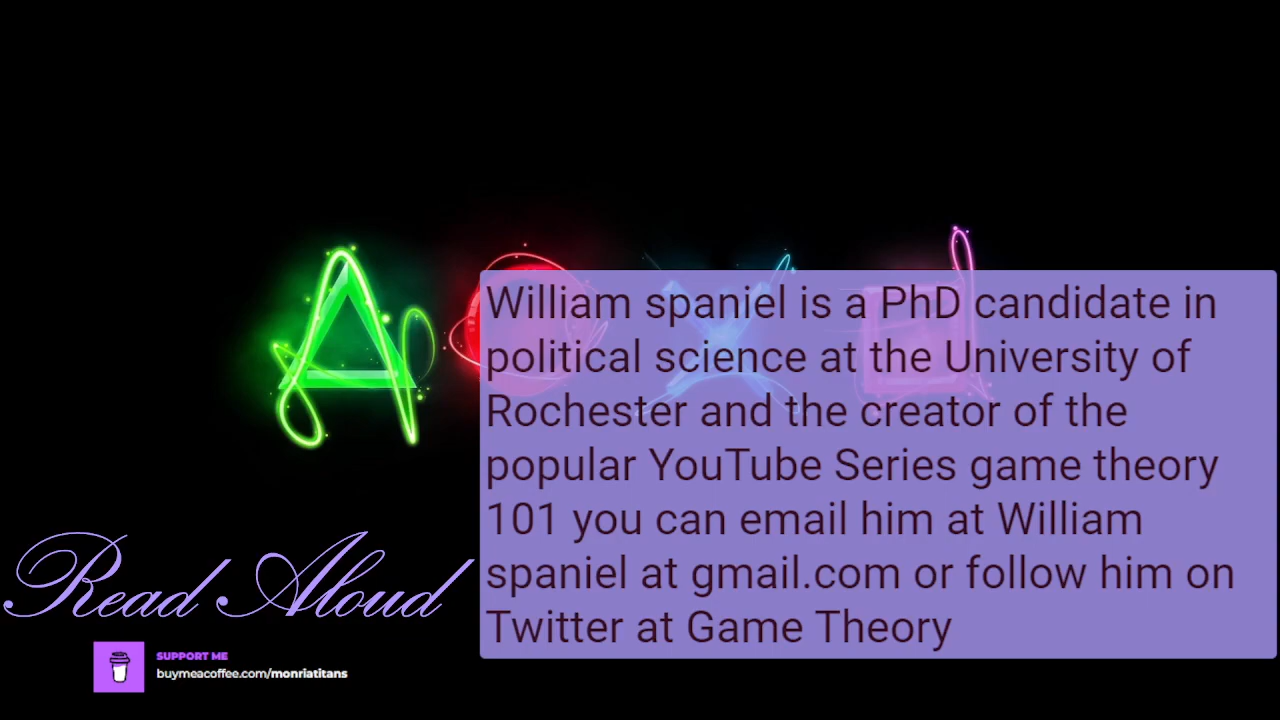 William spaniel is a PhD candidate in
political science at the University of
Rochester and the creator of the
popular YouTube Series game theory
101 you can email him at William
spaniel at gmail.com or follow him on
Twitter at Game Theory
Read Aloud
SUPPORT ME
buymeacoffee.com/monriatitans